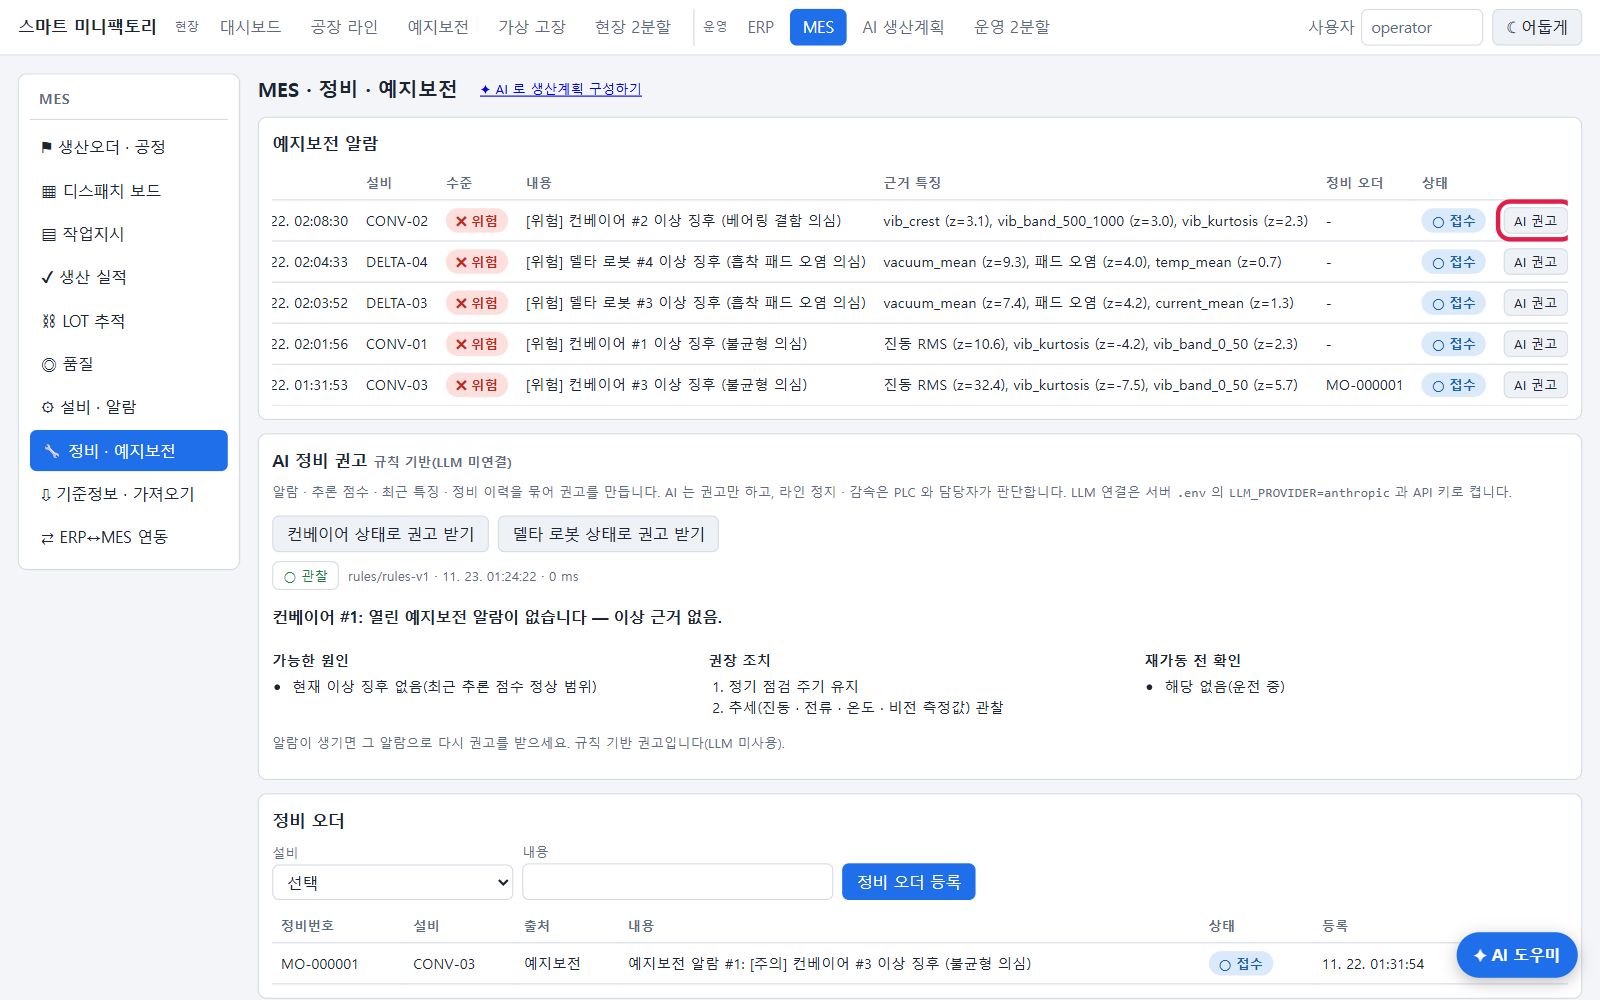 스마트 미니팩토리 현장 대시보드 공장 라인 예지보전 가상 고장 현장 2분할 운영 ERP MES AI 생산계획 운영 2분할 사용자 operator ☾ 어둡게
MES
⚑ 생산오더 · 공정
▦ 디스패치 보드
▤ 작업지시
✓ 생산 실적
⛓ LOT 추적
◎ 품질
⚙ 설비 · 알람
🔧 정비 · 예지보전
⇩ 기준정보 · 가져오기
⇄ ERP↔MES 연동
MES · 정비 · 예지보전 ✦ AI 로 생산계획 구성하기
예지보전 알람
설비 수준 내용 근거 특징 정비 오더 상태
22. 02:08:30 CONV-02 ✕ 위험 [위험] 컨베이어 #2 이상 징후 (베어링 결함 의심) vib_crest (z=3.1), vib_band_500_1000 (z=3.0), vib_kurtosis (z=2.3) - ○ 접수 AI 권고
22. 02:04:33 DELTA-04 ✕ 위험 [위험] 델타 로봇 #4 이상 징후 (흡착 패드 오염 의심) vacuum_mean (z=9.3), 패드 오염 (z=4.0), temp_mean (z=0.7) - ○ 접수 AI 권고
22. 02:03:52 DELTA-03 ✕ 위험 [위험] 델타 로봇 #3 이상 징후 (흡착 패드 오염 의심) vacuum_mean (z=7.4), 패드 오염 (z=4.2), current_mean (z=1.3) - ○ 접수 AI 권고
22. 02:01:56 CONV-01 ✕ 위험 [위험] 컨베이어 #1 이상 징후 (불균형 의심) 진동 RMS (z=10.6), vib_kurtosis (z=-4.2), vib_band_0_50 (z=2.3) - ○ 접수 AI 권고
22. 01:31:53 CONV-03 ✕ 위험 [위험] 컨베이어 #3 이상 징후 (불균형 의심) 진동 RMS (z=32.4), vib_kurtosis (z=-7.5), vib_band_0_50 (z=5.7) MO-000001 ○ 접수 AI 권고
AI 정비 권고 규칙 기반(LLM 미연결)
알람 · 추론 점수 · 최근 특징 · 정비 이력을 묶어 권고를 만듭니다. AI 는 권고만 하고, 라인 정지 · 감속은 PLC 와 담당자가 판단합니다. LLM 연결은 서버 .env 의 LLM_PROVIDER=anthropic 과 API 키로 켭니다.
컨베이어 상태로 권고 받기 델타 로봇 상태로 권고 받기
○ 관찰 rules/rules-v1 · 11. 23. 01:24:22 · 0 ms
컨베이어 #1: 열린 예지보전 알람이 없습니다 — 이상 근거 없음.
가능한 원인 권장 조치 재가동 전 확인
• 현재 이상 징후 없음(최근 추론 점수 정상 범위) 1. 정기 점검 주기 유지 • 해당 없음(운전 중)
2. 추세(진동 · 전류 · 온도 · 비전 측정값) 관찰
알람이 생기면 그 알람으로 다시 권고를 받으세요. 규칙 기반 권고입니다(LLM 미사용).
정비 오더
설비 내용
선택 정비 오더 등록
정비번호 설비 출처 내용 상태 등록
MO-000001 CONV-03 예지보전 예지보전 알람 #1: [주의] 컨베이어 #3 이상 징후 (불균형 의심) ○ 접수 11. 22. 01:31:54
✦ AI 도우미